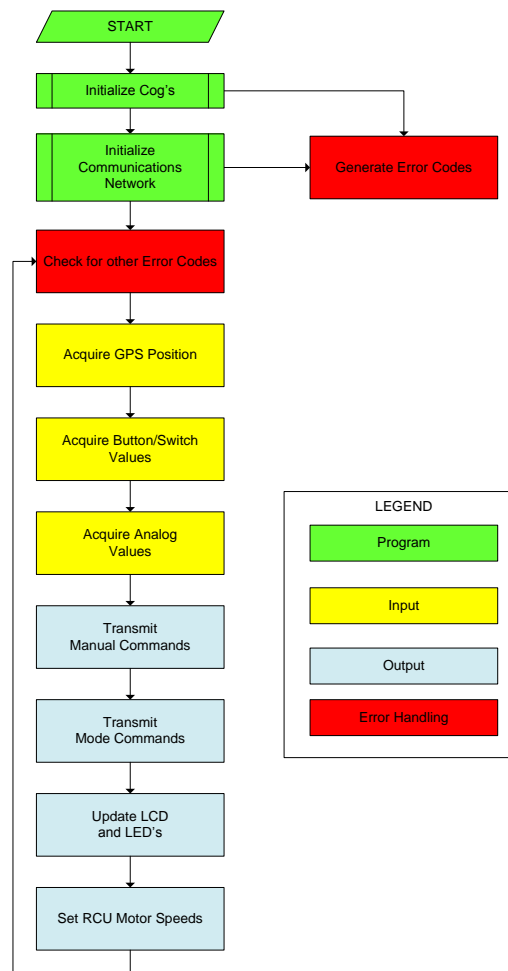 START
Initialize Cog's
Initialize
Communications
Network
Generate Error Codes
Check for other Error Codes
Acquire GPS Position
Acquire Button/Switch
Values
Acquire Analog
Values
Transmit
Manual Commands
Transmit
Mode Commands
Update LCD
and LED's
Set RCU Motor Speeds
LEGEND
Program
Input
Output
Error Handling